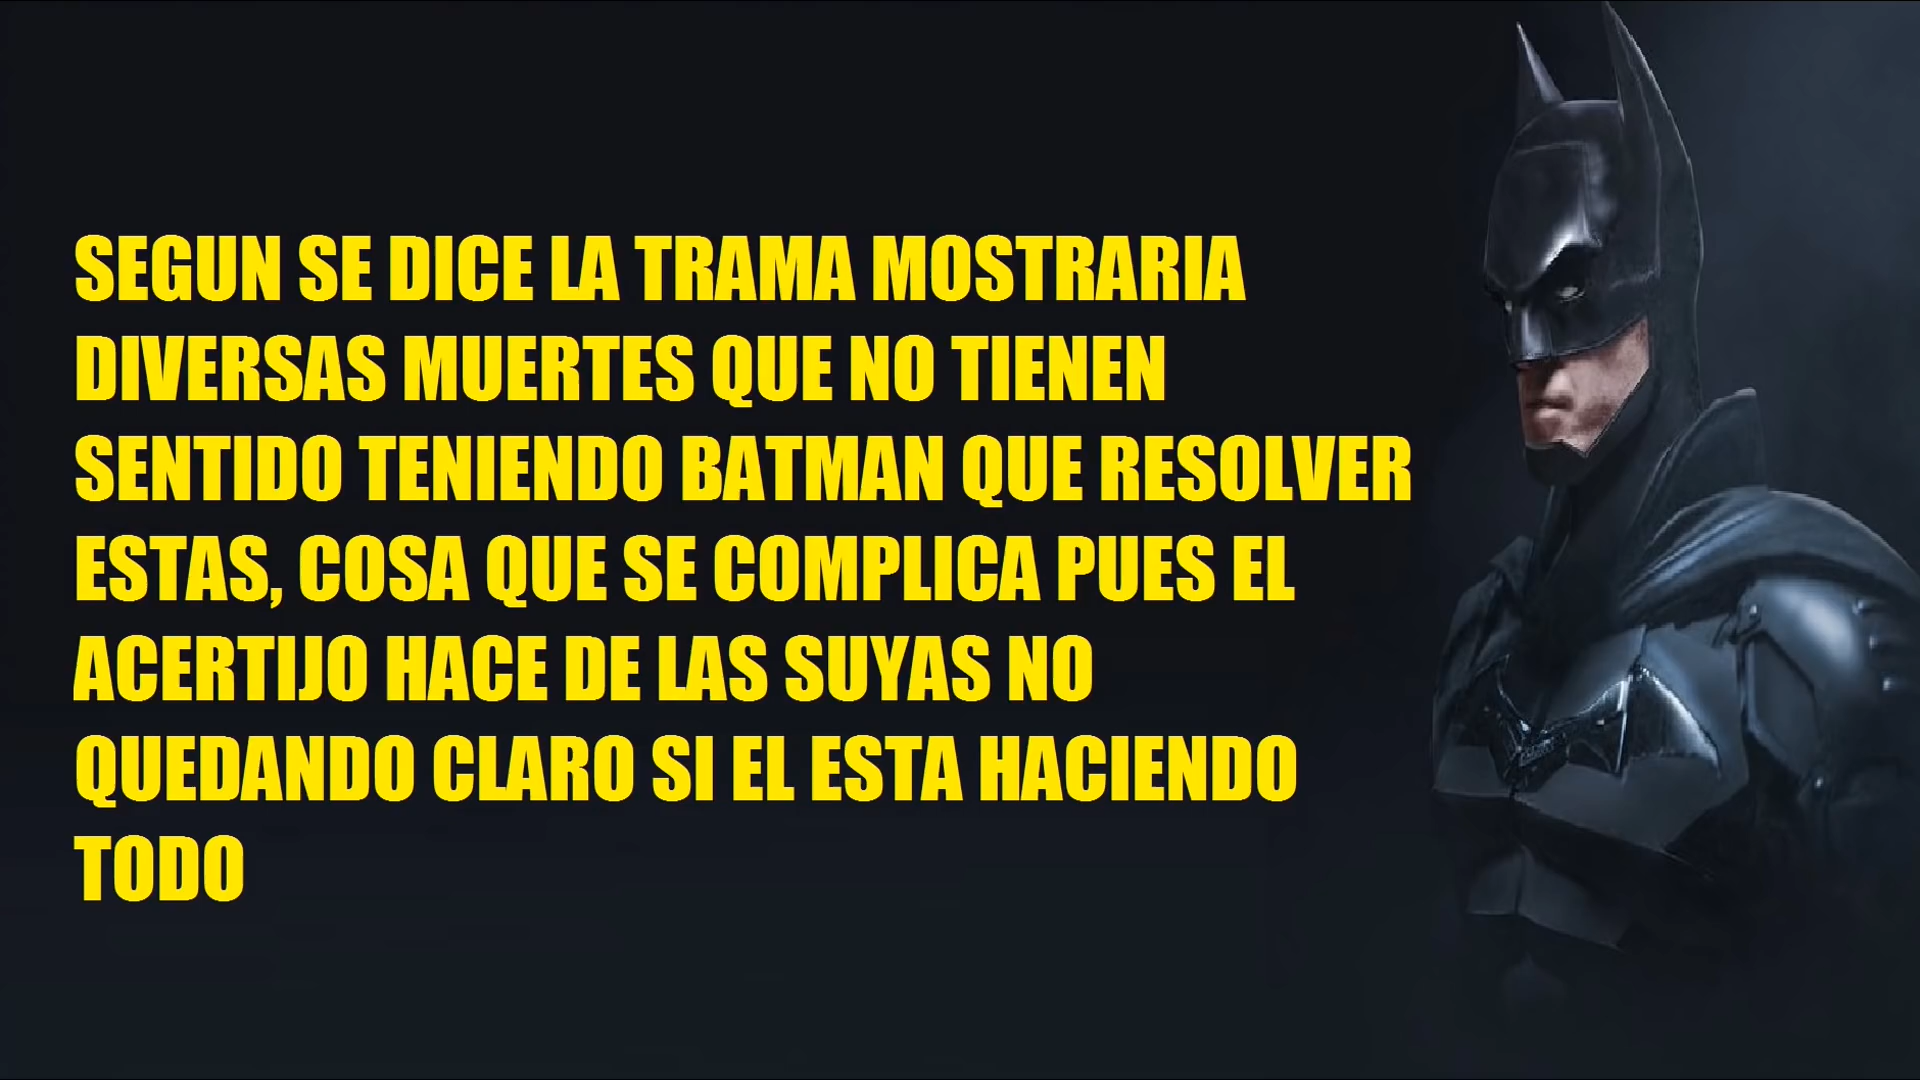 SEGUN SE DICE LA TRAMA MOSTRARIA
DIVERSAS MUERTES QUE NO TIENEN
SENTIDO TENIENDO BATMAN QUE RESOLVER
ESTAS, COSA QUE SE COMPLICA PUES EL
ACERTIJO HACE DE LAS SUYAS NO
QUEDANDO CLARO SI EL ESTA HACIENDO
TODO